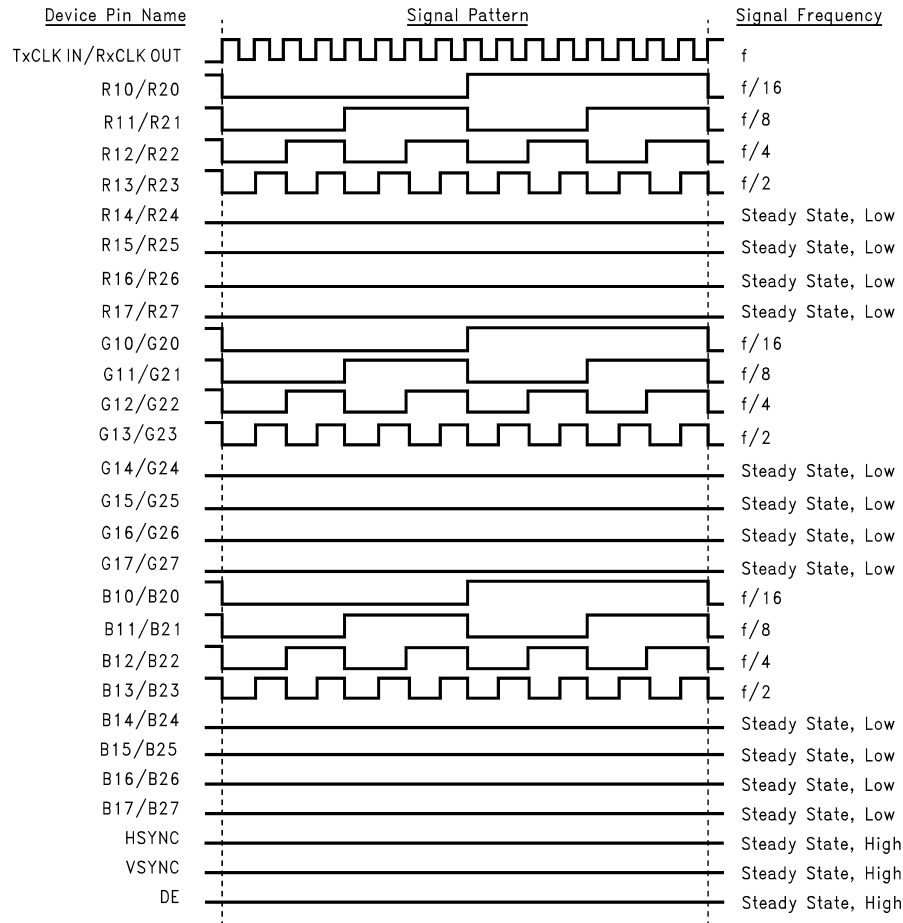 Device Pin Name Signal Pattern Signal Frequency
TxCLK IN/RxCLK OUT f
R10/R20 f/16
R11/R21 f/8
R12/R22 f/4
R13/R23 f/2
R14/R24 Steady State, Low
R15/R25 Steady State, Low
R16/R26 Steady State, Low
R17/R27 Steady State, Low
G10/G20 f/16
G11/G21 f/8
G12/G22 f/4
G13/G23 f/2
G14/G24 Steady State, Low
G15/G25 Steady State, Low
G16/G26 Steady State, Low
G17/G27 Steady State, Low
B10/B20 f/16
B11/B21 f/8
B12/B22 f/4
B13/B23 f/2
B14/B24 Steady State, Low
B15/B25 Steady State, Low
B16/B26 Steady State, Low
B17/B27 Steady State, Low
HSYNC Steady State, High
VSYNC Steady State, High
DE Steady State, High